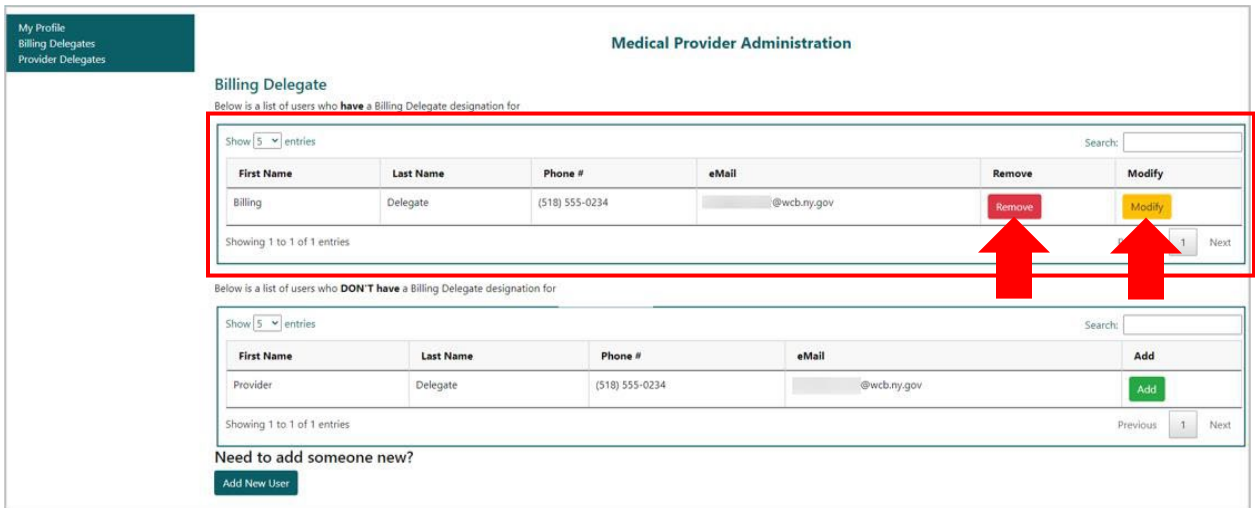 My Profile
Billing Delegates
Provider Delegates
Medical Provider Administration
Billing Delegate
Below is a list of users who have a Billing Delegate designation for
Show 5 entries Search:
First Name Last Name Phone # eMail Remove Modify
Billing Delegate (518) 555-0234 @wcb.ny.gov Remove Modify
Showing 1 to 1 of 1 entries 1 Next
Below is a list of users who DON'T have a Billing Delegate designation for
Show 5 entries Search:
First Name Last Name Phone # eMail Add
Provider Delegate (518) 555-0234 @wcb.ny.gov Add
Showing 1 to 1 of 1 entries Previous 1 Next
Need to add someone new?
Add New User